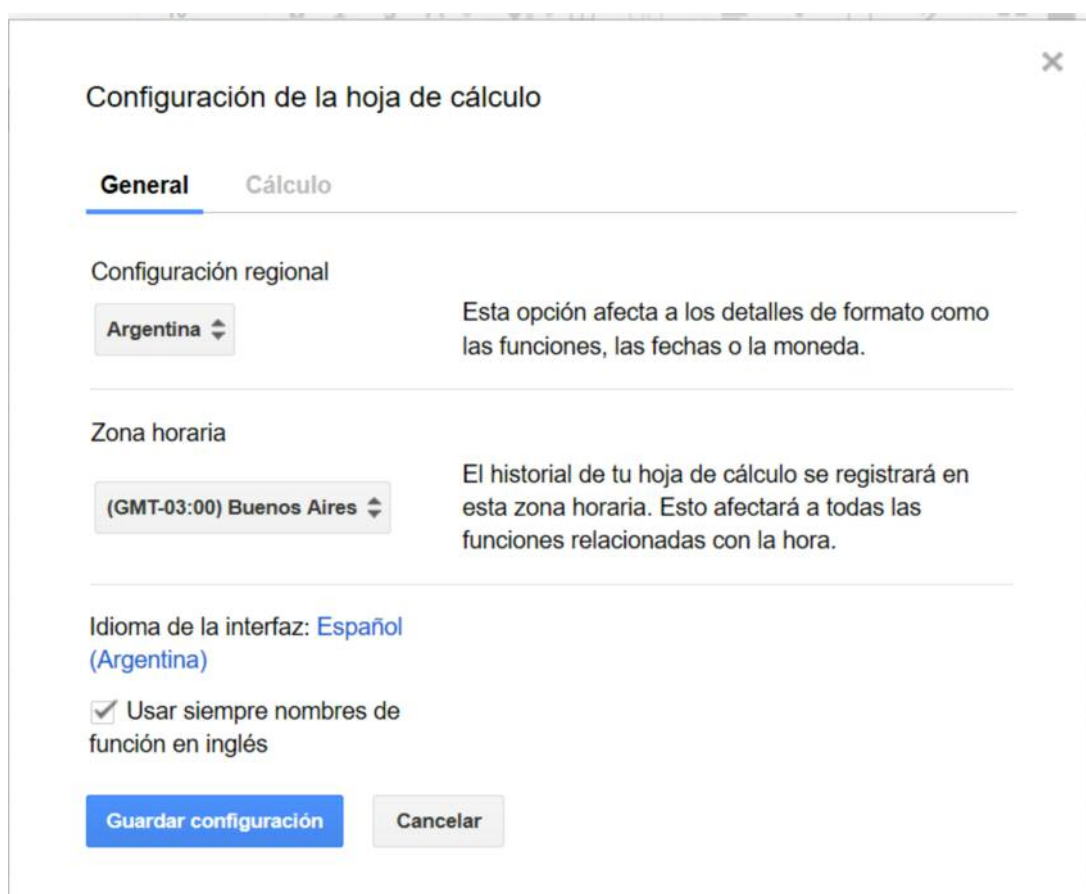 Configuración de la hoja de cálculo
General Cálculo
Configuración regional
Argentina
Esta opción afecta a los detalles de formato como
las funciones, las fechas o la moneda.
Zona horaria
(GMT-03:00) Buenos Aires
El historial de tu hoja de cálculo se registrará en
esta zona horaria. Esto afectará a todas las
funciones relacionadas con la hora.
Idioma de la interfaz: Español
(Argentina)
Usar siempre nombres de
función en inglés
Guardar configuración Cancelar